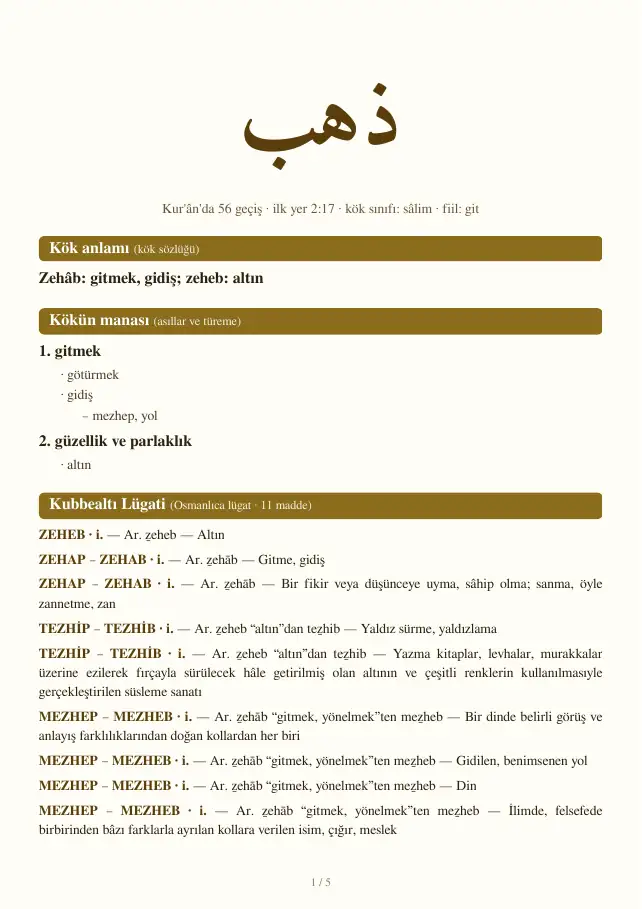 ذهب
Kur'ân'da 56 geçiş · ilk yer 2:17 · kök sınıfı: sâlim · fiil: git
Kök anlamı (kök sözlüğü)
Zehâb: gitmek, gidiş; zeheb: altın
Kökün manası (asıllar ve türeme)
1. gitmek
· götürmek
· gidiş
– mezhep, yol
2. güzellik ve parlaklık
· altın
Kubbealtı Lügati (Osmanlıca lügat · 11 madde)
ZEHEB · i. — Ar. ẕeheb — Altın
ZEHAP – ZEHAB · i. — Ar. ẕehāb — Gitme, gidiş
ZEHAP – ZEHAB · i. — Ar. ẕehāb — Bir fikir veya düşünceye uyma, sâhip olma; sanma, öyle
zannetme, zan
TEZHİP – TEZHİB · i. — Ar. ẕeheb “altın”dan teẕhib — Yaldız sürme, yaldızlama
TEZHİP – TEZHİB · i. — Ar. ẕeheb “altın”dan teẕhib — Yazma kitaplar, levhalar, murakkalar
üzerine ezilerek fırçayla sürülecek hâle getirilmiş olan altının ve çeşitli renklerin kullanılmasıyle
gerçekleştirilen süsleme sanatı
MEZHEP – MEZHEB · i. — Ar. ẕehāb “gitmek, yönelmek”ten meẕheb — Bir dinde belirli görüş ve
anlayış farklılıklarından doğan kollardan her biri
MEZHEP – MEZHEB · i. — Ar. ẕehāb “gitmek, yönelmek”ten meẕheb — Gidilen, benimsenen yol
MEZHEP – MEZHEB · i. — Ar. ẕehāb “gitmek, yönelmek”ten meẕheb — Din
MEZHEP – MEZHEB · i. — Ar. ẕehāb “gitmek, yönelmek”ten meẕheb — İlimde, felsefede
birbirinden bâzı farklarla ayrılan kollara verilen isim, çığır, meslek
1 / 5